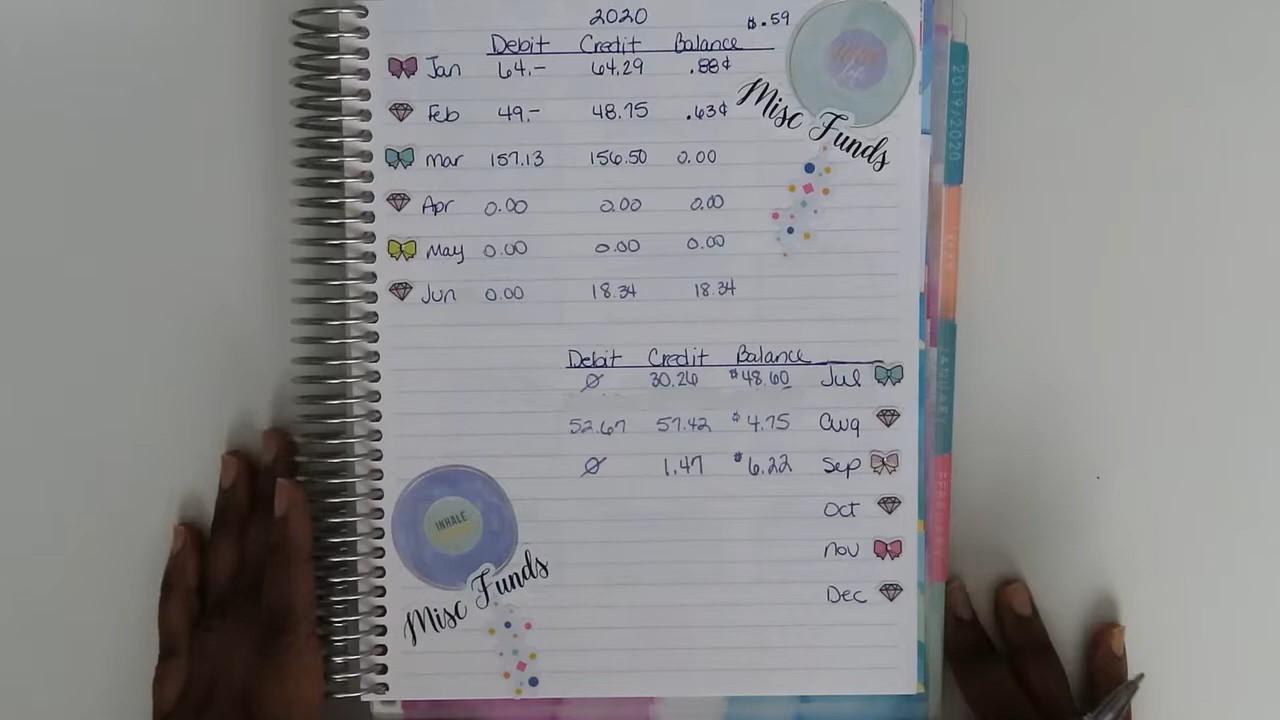 2020
$.59
Debit Credit Balance
Jan 64.- 64.29 .88¢
Feb 49.- 48.75 .63¢
Mar 157.13 156.50 0.00
Apr 0.00 0.00 0.00
May 0.00 0.00 0.00
Jun 0.00 18.34 18.34
Misc Funds
2019/2020
JANUARY
Debit Credit Balance
Ø 30.26 $48.60 Jul
52.67 57.42 $4.75 Aug
Ø 1.47 $6.22 Sep
Oct
Nov
Dec
INHALE
Misc Funds